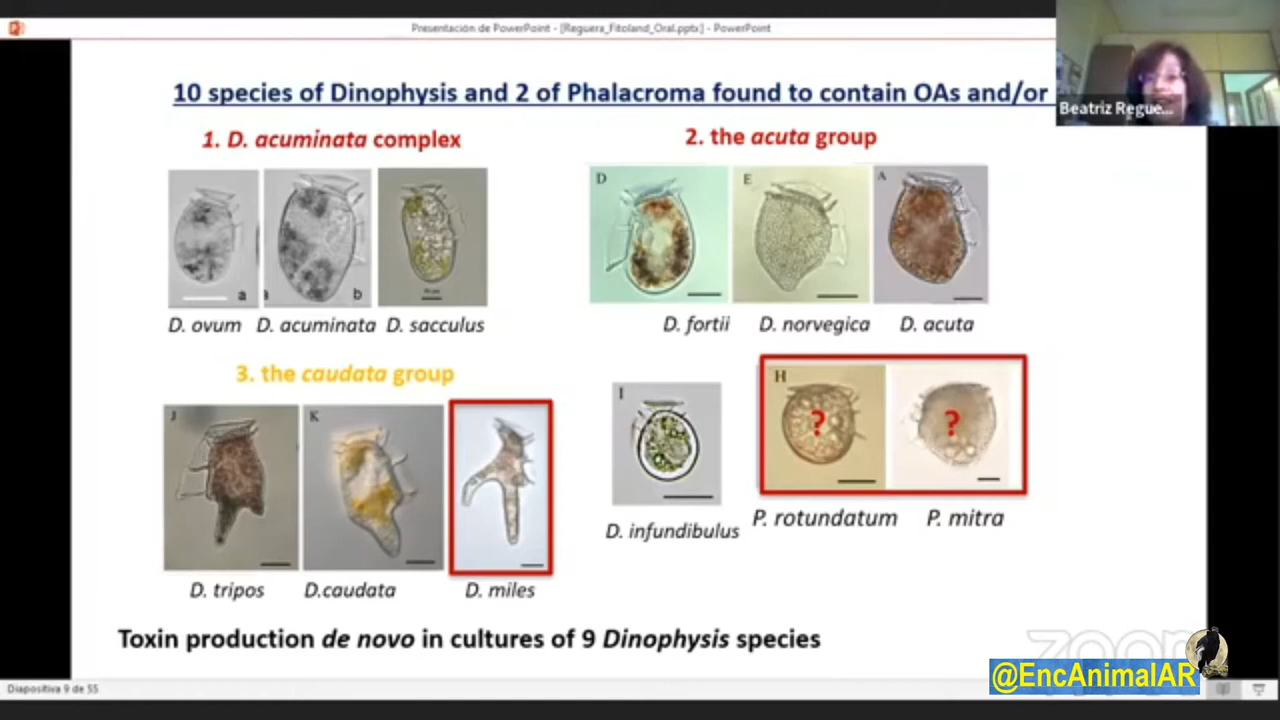 Presentación de PowerPoint - [Reguera_Fitoland_Oral.pptx] - PowerPoint
10 species of Dinophysis and 2 of Phalacroma found to contain OAs and/or
Beatriz Regue...
1. D. acuminata complex
2. the acuta group
a
a
b
D
E
A
D. ovum D. acuminata D. sacculus
D. fortii D. norvegica D. acuta
3. the caudata group
J
K
I
H
?
?
D. infundibulus
P. rotundatum P. mitra
D. tripos D.caudata D. miles
Toxin production de novo in cultures of 9 Dinophysis species
zoom
@EncAnimalAR
Diapositiva 9 de 55